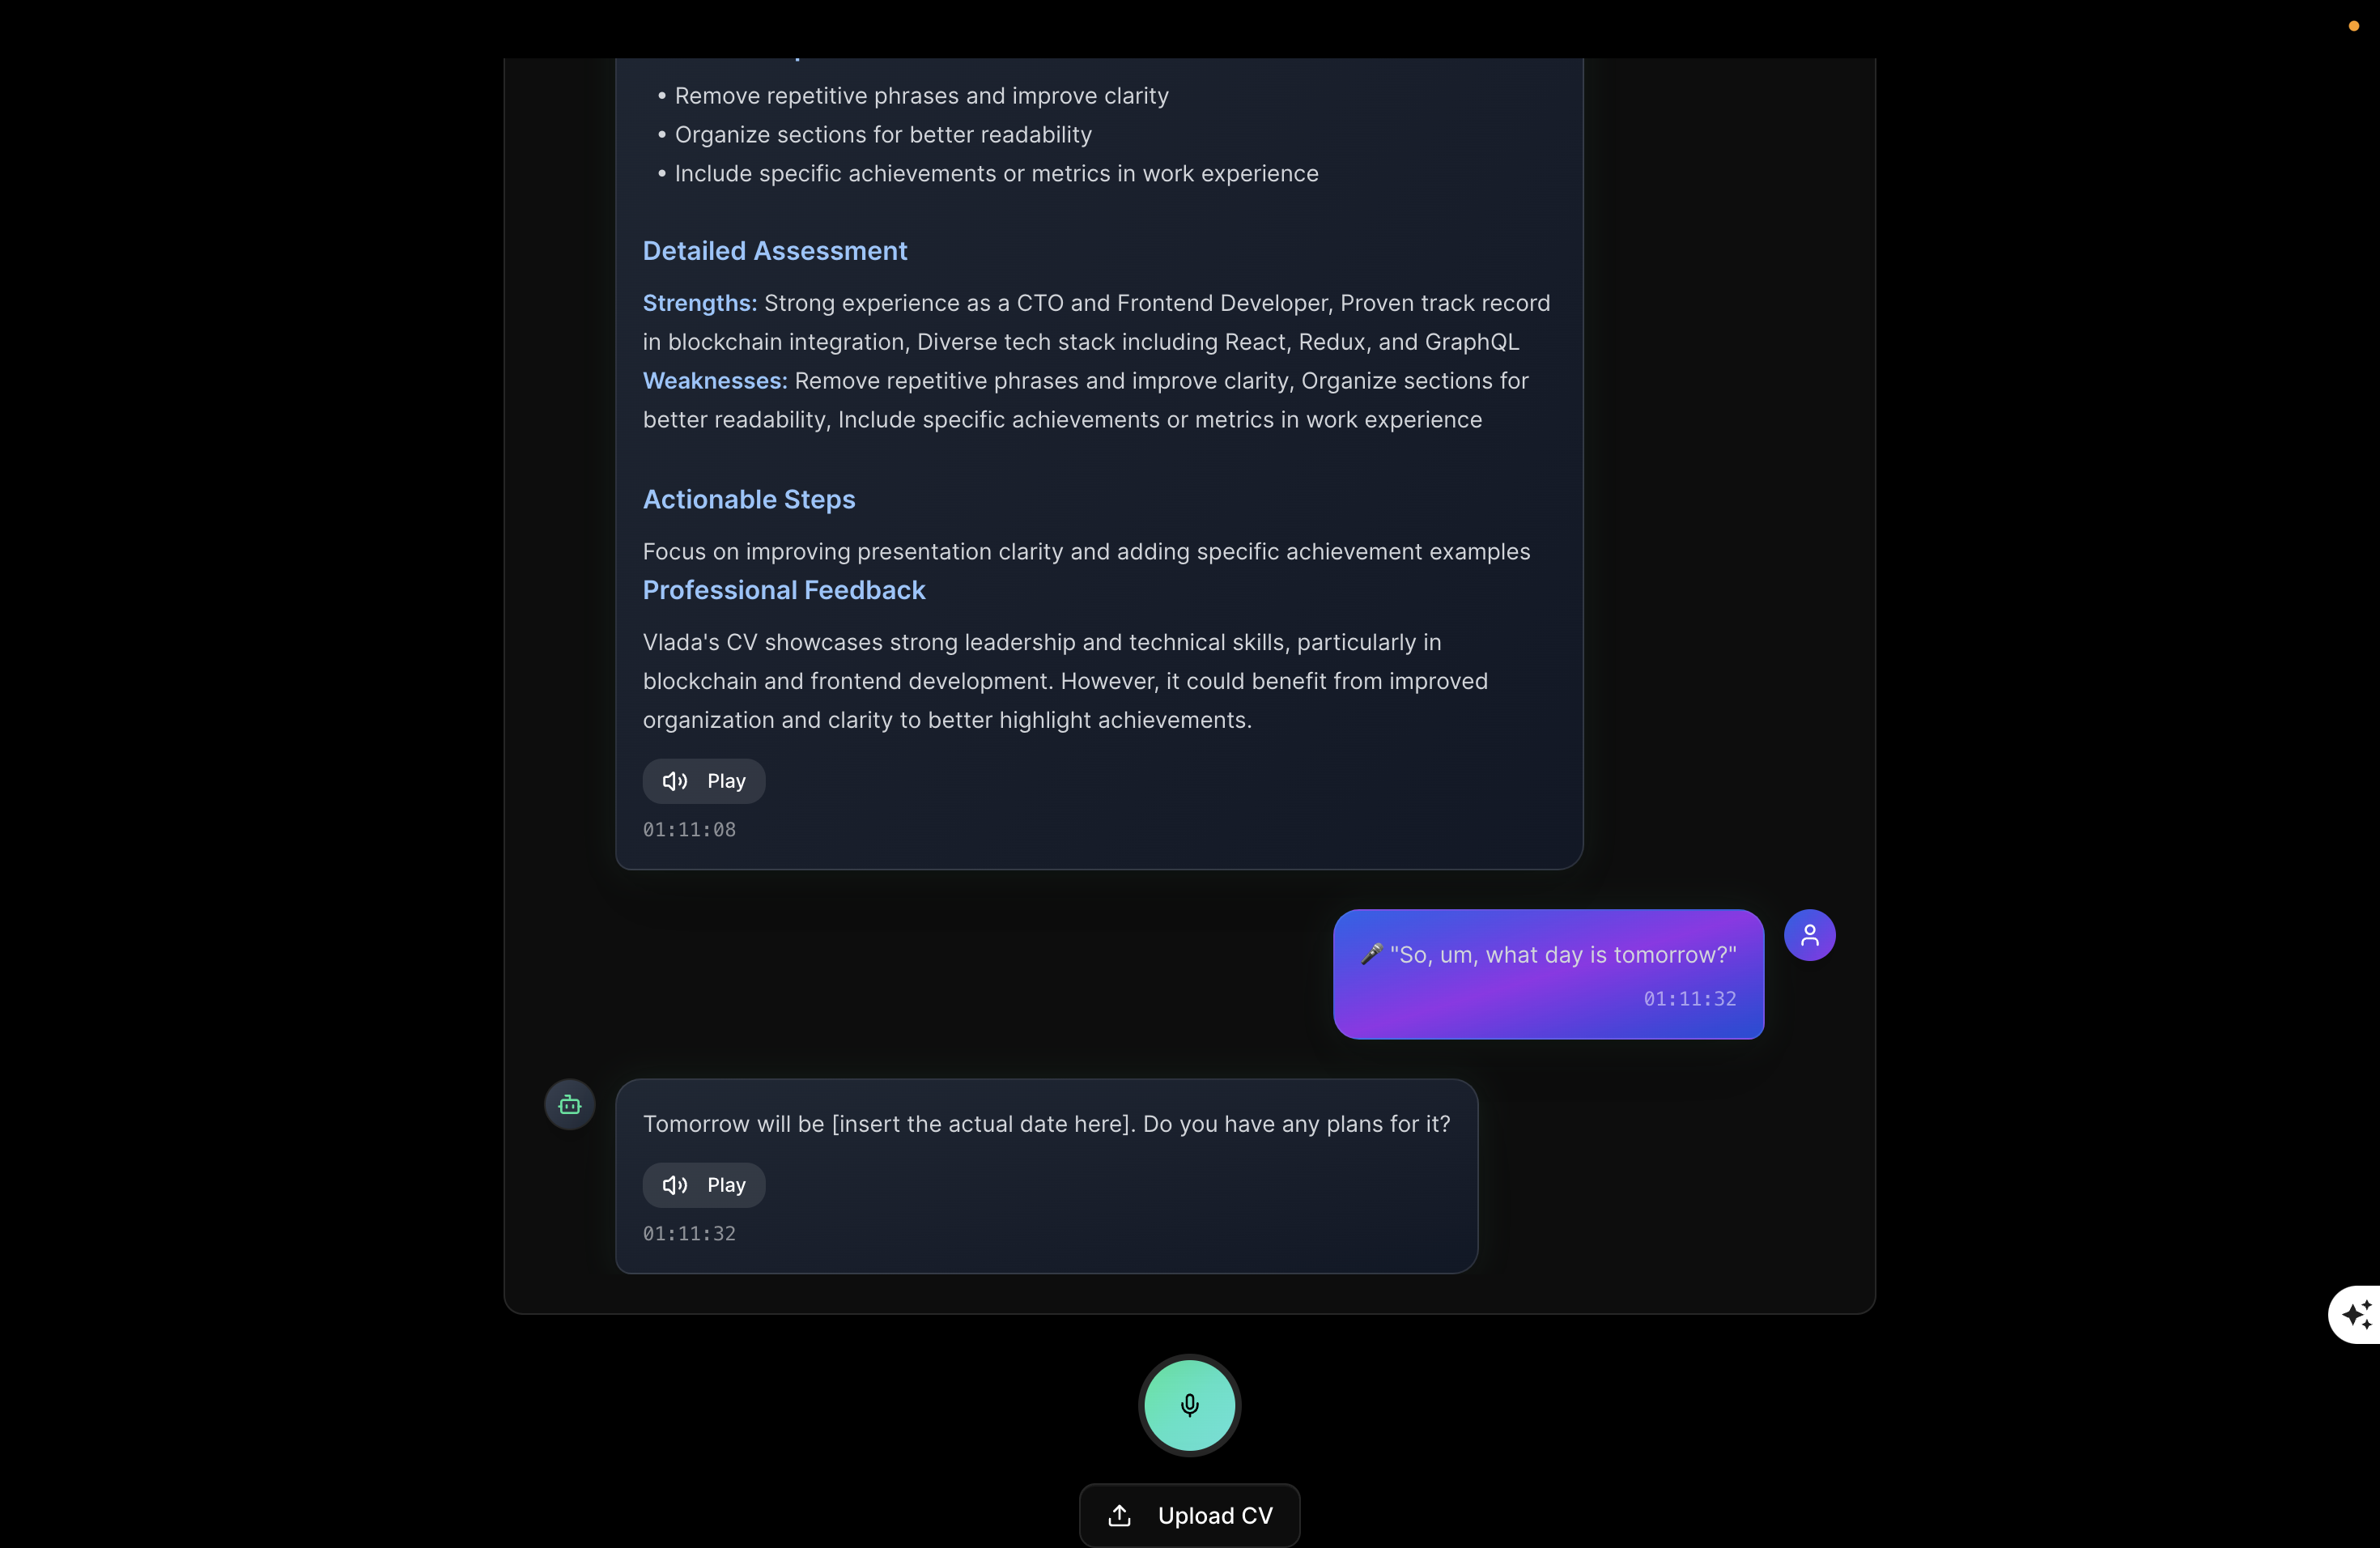 • Remove repetitive phrases and improve clarity
• Organize sections for better readability
• Include specific achievements or metrics in work experience
Detailed Assessment
Strengths: Strong experience as a CTO and Frontend Developer, Proven track record
in blockchain integration, Diverse tech stack including React, Redux, and GraphQL
Weaknesses: Remove repetitive phrases and improve clarity, Organize sections for
better readability, Include specific achievements or metrics in work experience
Actionable Steps
Focus on improving presentation clarity and adding specific achievement examples
Professional Feedback
Vlada's CV showcases strong leadership and technical skills, particularly in
blockchain and frontend development. However, it could benefit from improved
organization and clarity to better highlight achievements.
Play
01:11:08
🎤 "So, um, what day is tomorrow?"
01:11:32
Tomorrow will be [insert the actual date here]. Do you have any plans for it?
Play
01:11:32
Upload CV